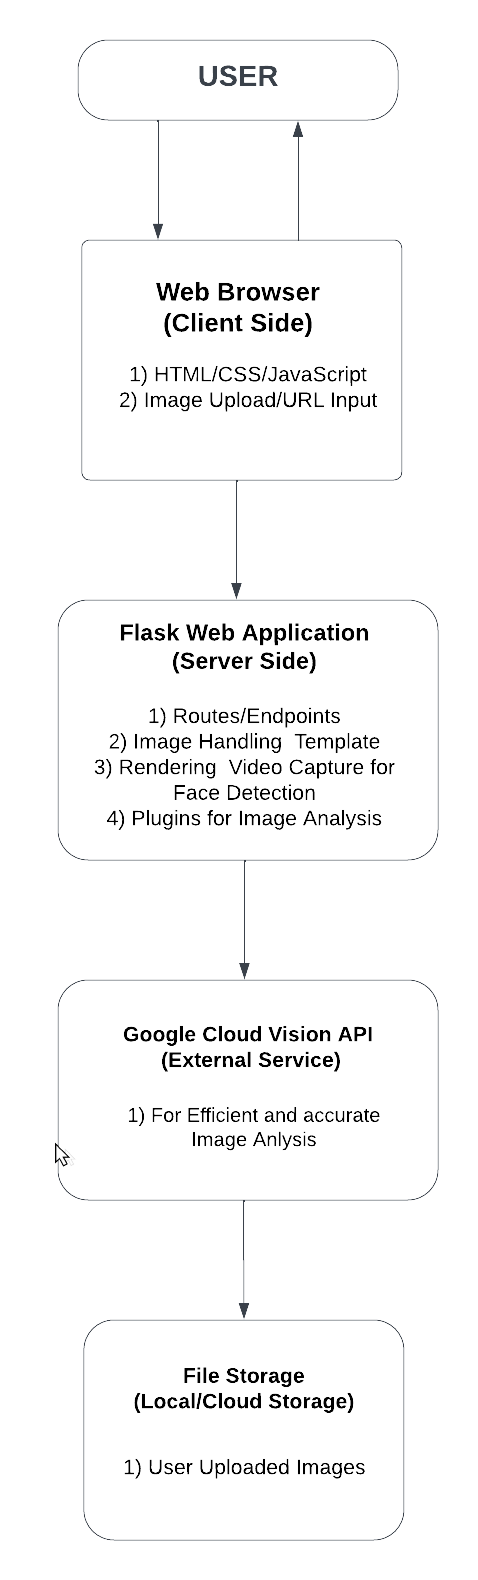 USER
Web Browser
(Client Side)
1) HTML/CSS/JavaScript
2) Image Upload/URL Input
Flask Web Application
(Server Side)
1) Routes/Endpoints
2) Image Handling  Template
3) Rendering  Video Capture for
Face Detection
4) Plugins for Image Analysis
Google Cloud Vision API
(External Service)
1) For Efficient and accurate
Image Anlysis
File Storage
(Local/Cloud Storage)
1) User Uploaded Images